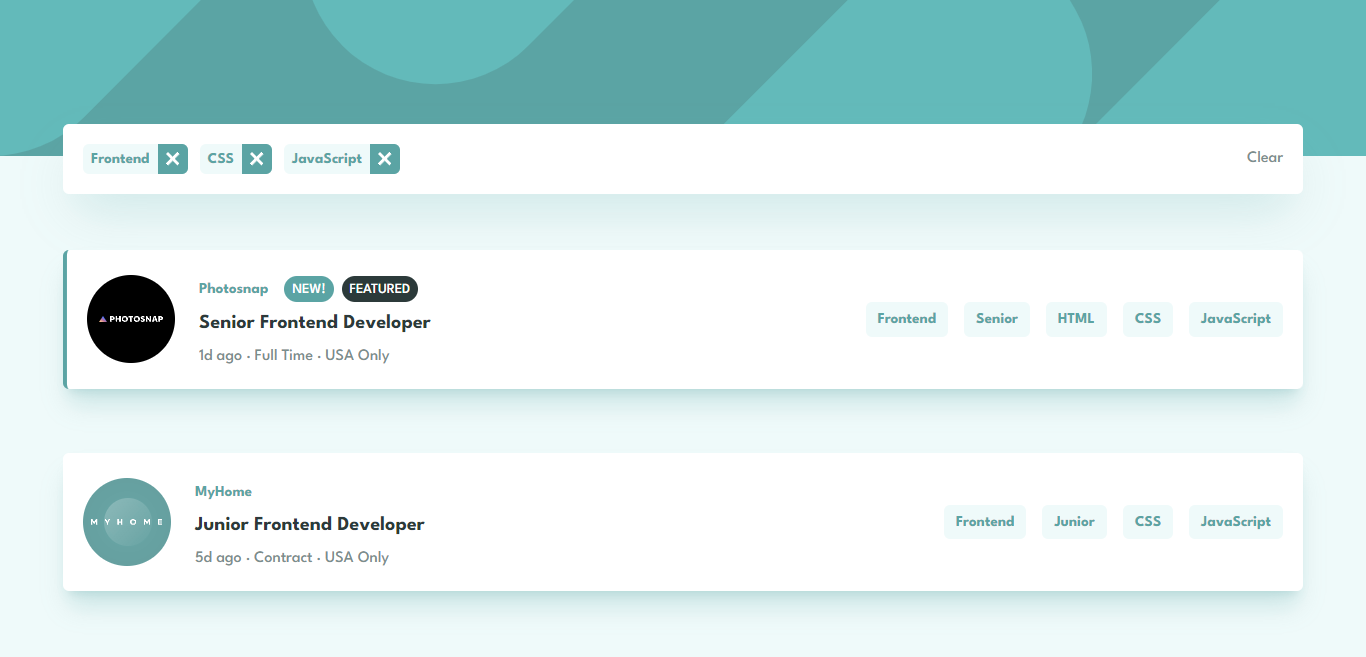 Frontend CSS JavaScript Clear
PHOTOSNAP
Photosnap NEW! FEATURED
Senior Frontend Developer
1d ago · Full Time · USA Only
Frontend Senior HTML CSS JavaScript
MYHOME
MyHome
Junior Frontend Developer
5d ago · Contract · USA Only
Frontend Junior CSS JavaScript